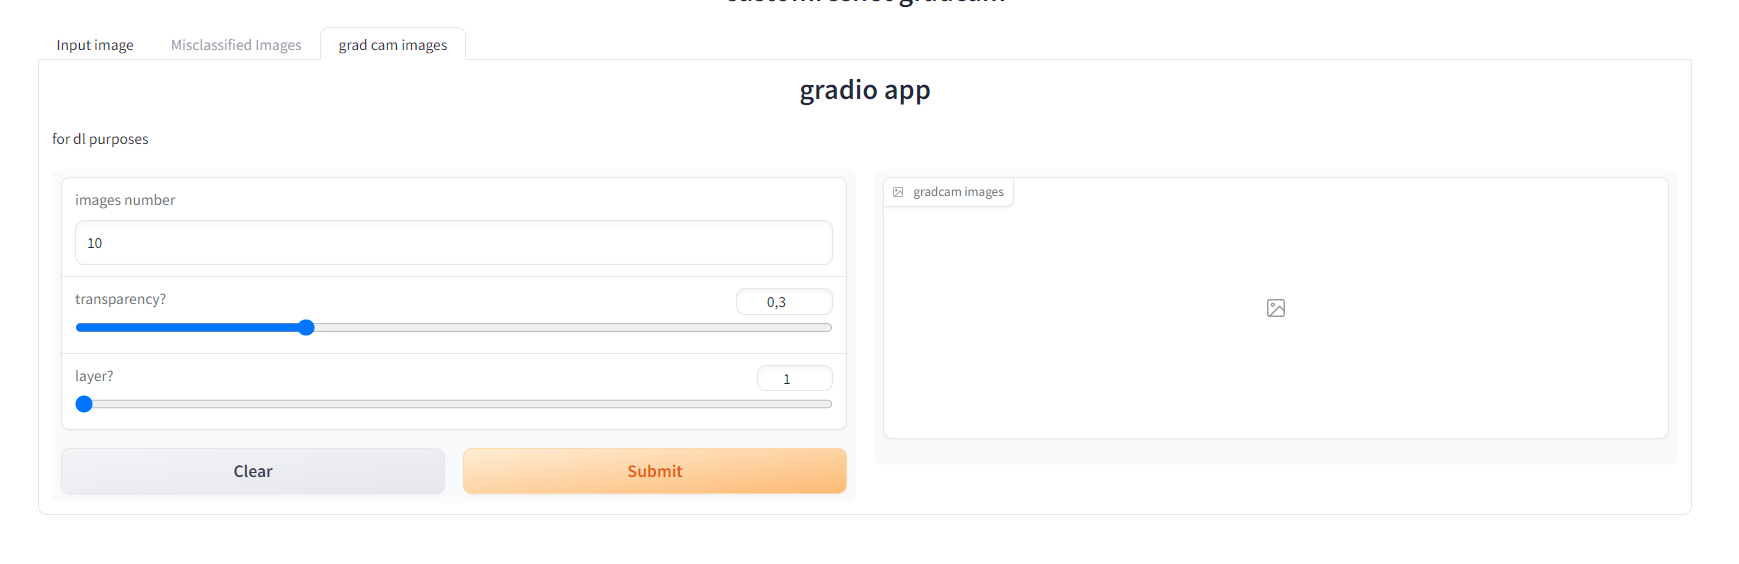 Input image
Misclassified Images
grad cam images
gradio app
for dl purposes
images number
10
transparency?
0,3
layer?
1
Clear
Submit
gradcam images